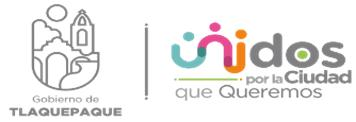 Gobierno de
TLAQUEPAQUE
unidos
por la Ciudad
que Queremos